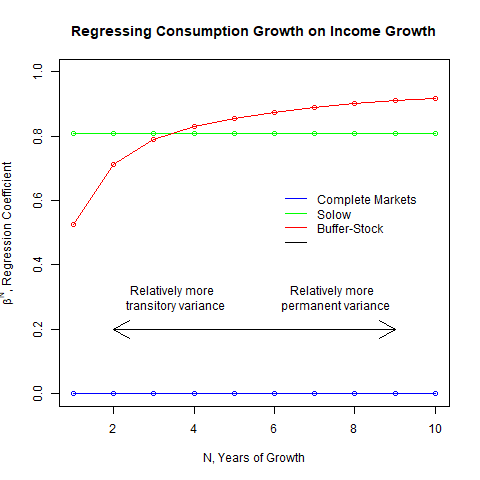 Regressing Consumption Growth on Income Growth
1.0
0.8
0.6
0.4
0.2
0.0
β^N, Regression Coefficient
Complete Markets
Solow
Buffer-Stock
Relatively more Relatively more
transitory variance permanent variance
2 4 6 8 10
N, Years of Growth